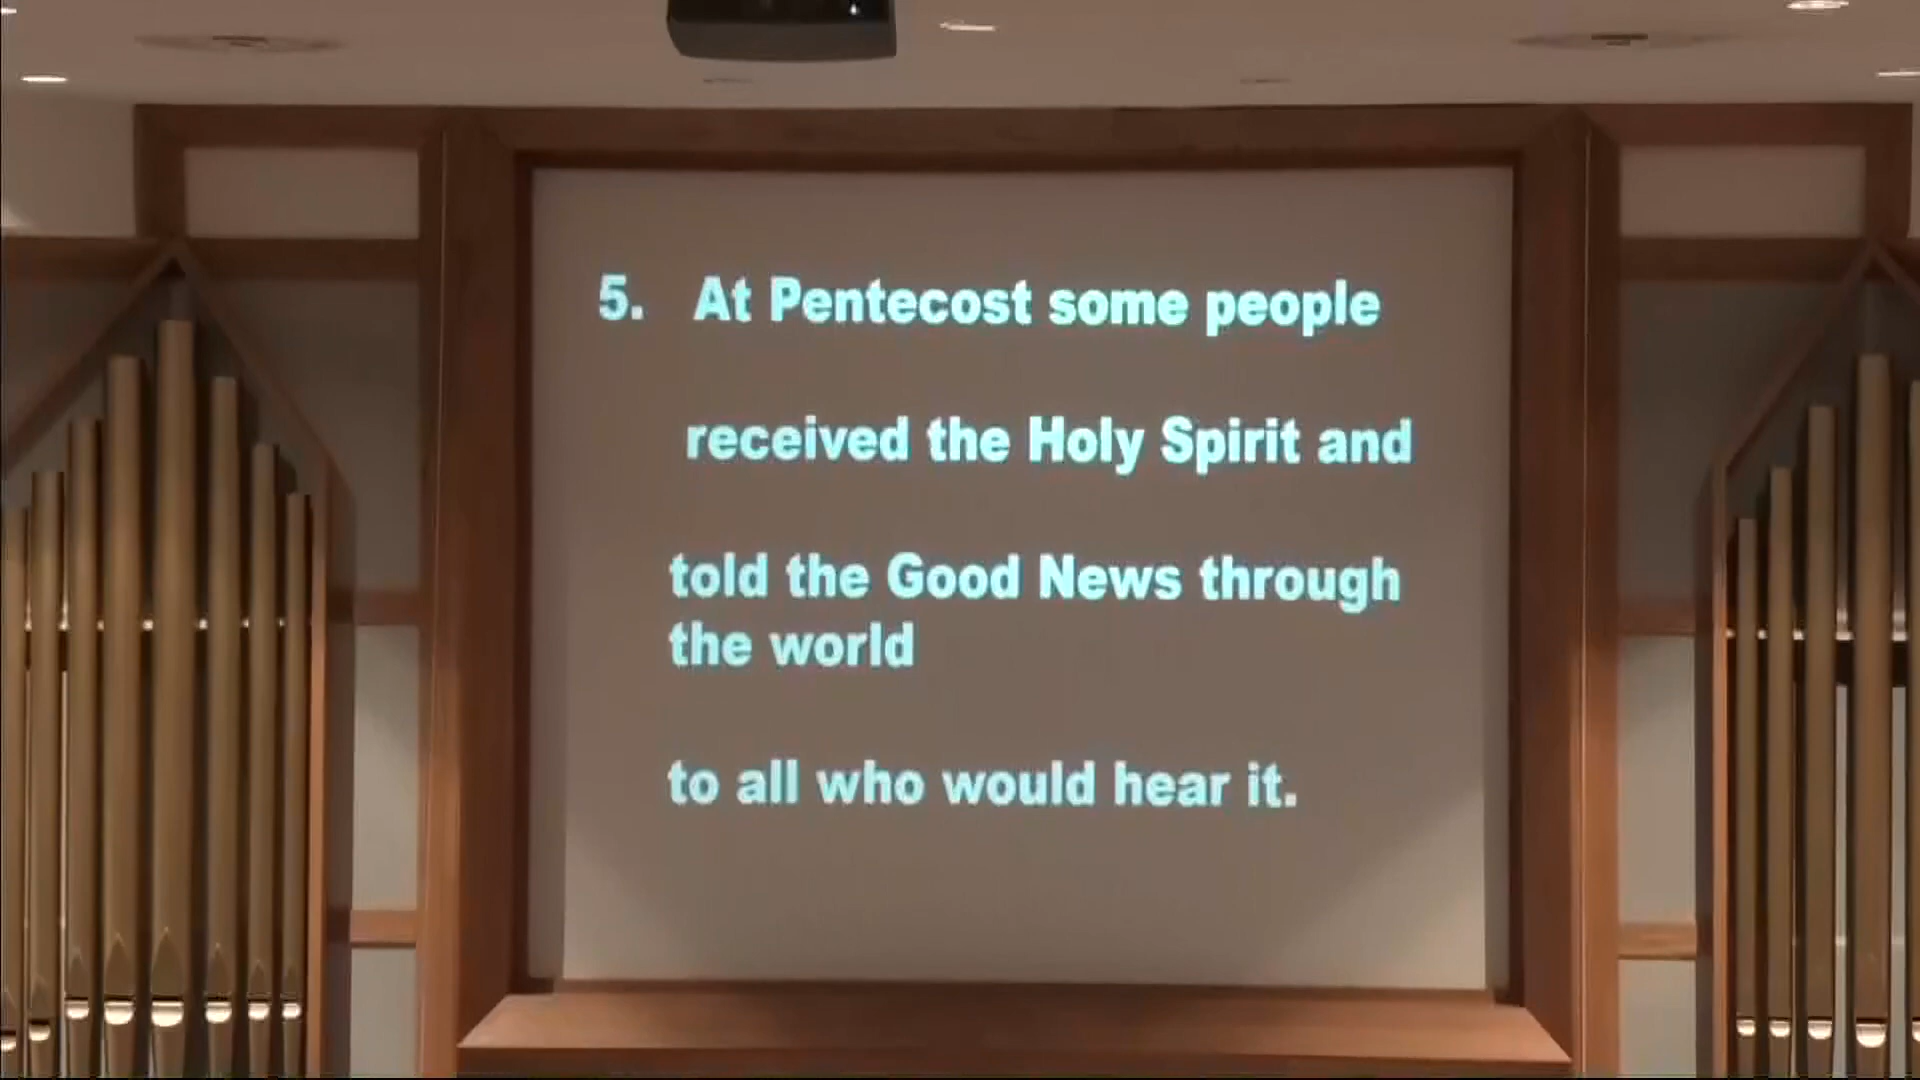 5. At Pentecost some people
received the Holy Spirit and
told the Good News through
the world
to all who would hear it.